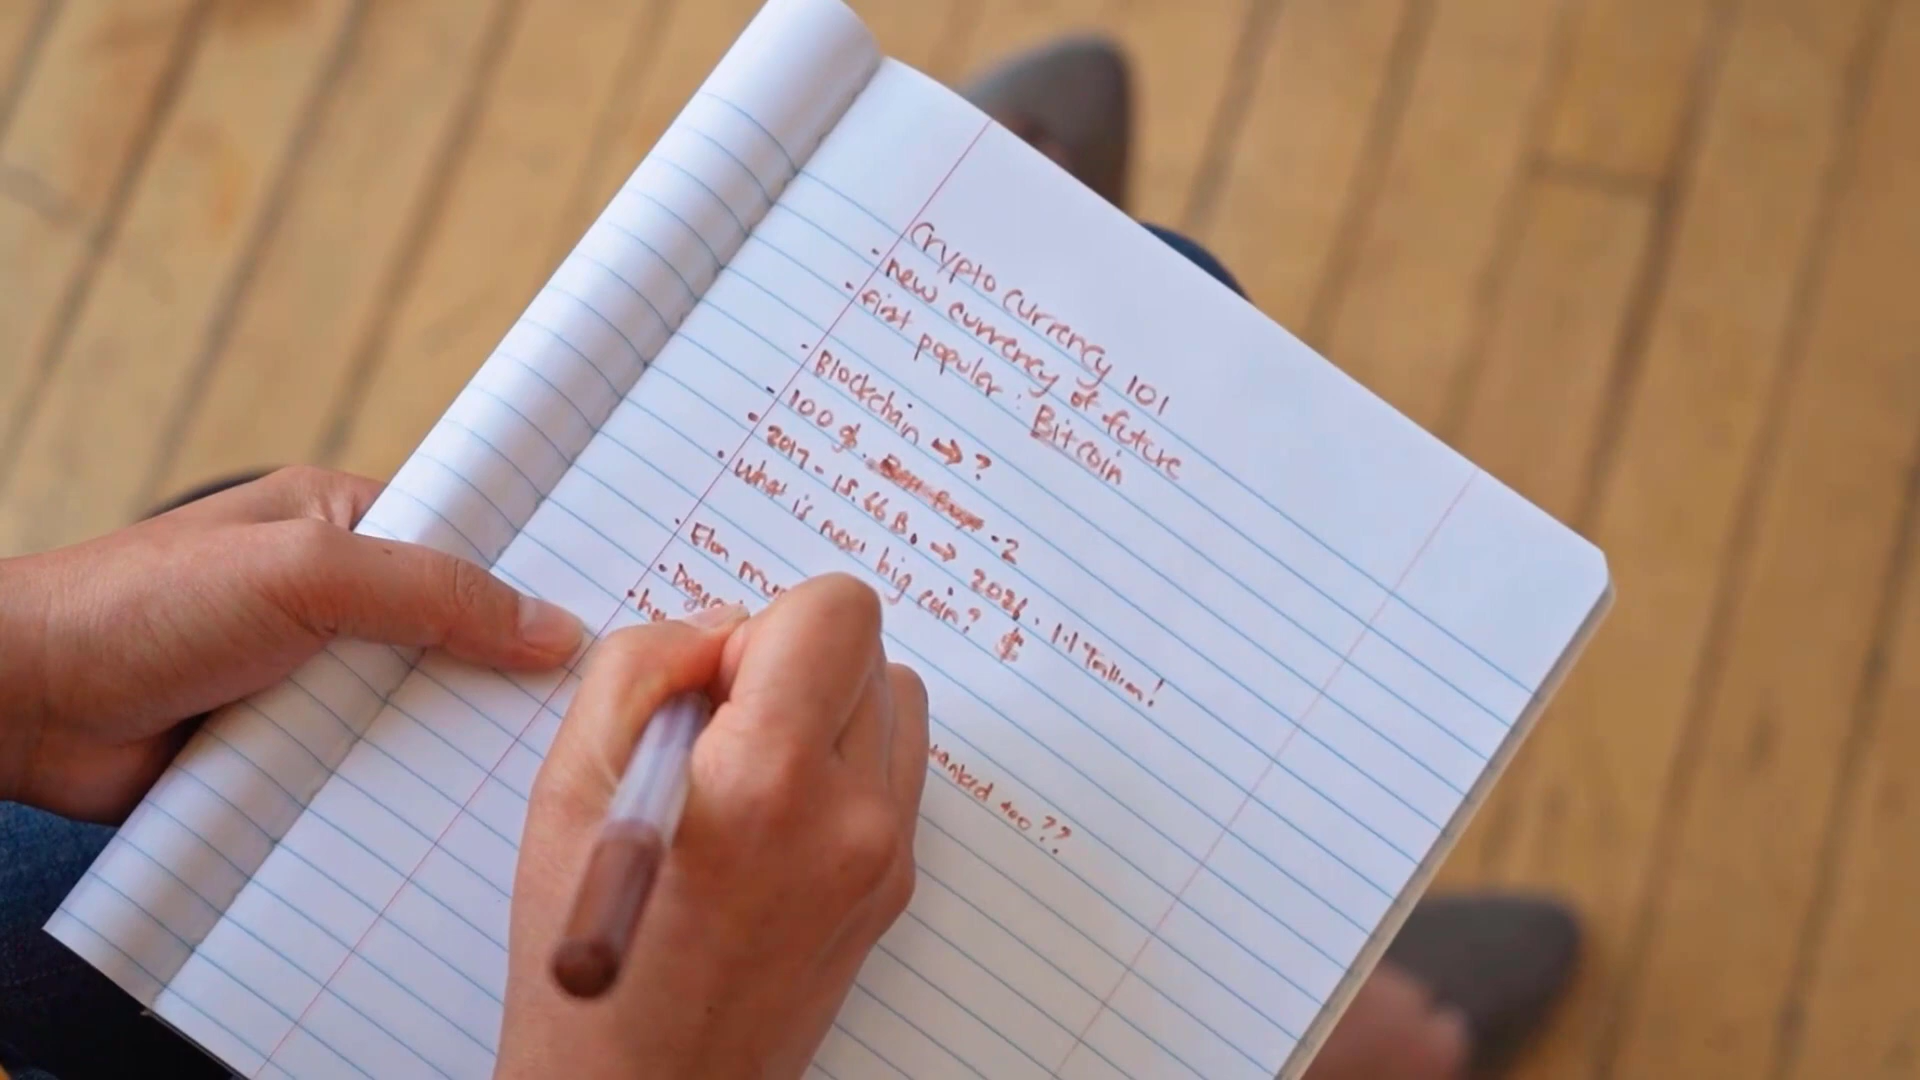 Crypto Currency 101
- new currency of future
- first popular : Bitcoin
- Blockchain → ?
- 100 $. -2
- 2017 - 15.66 B. → 2021 . 1.1 Trillion!
- What is next big coin? $
- Elon
wanked too ??